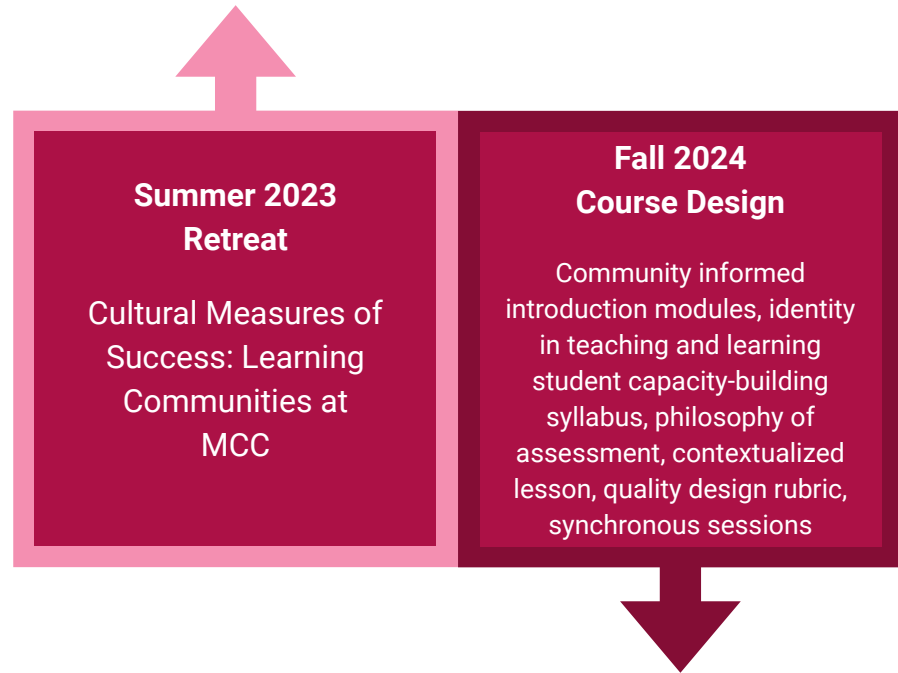 Summer 2023
Retreat
Cultural Measures of
Success: Learning
Communities at
MCC
Fall 2024
Course Design
Community informed
introduction modules, identity
in teaching and learning
student capacity-building
syllabus, philosophy of
assessment, contextualized
lesson, quality design rubric,
synchronous sessions